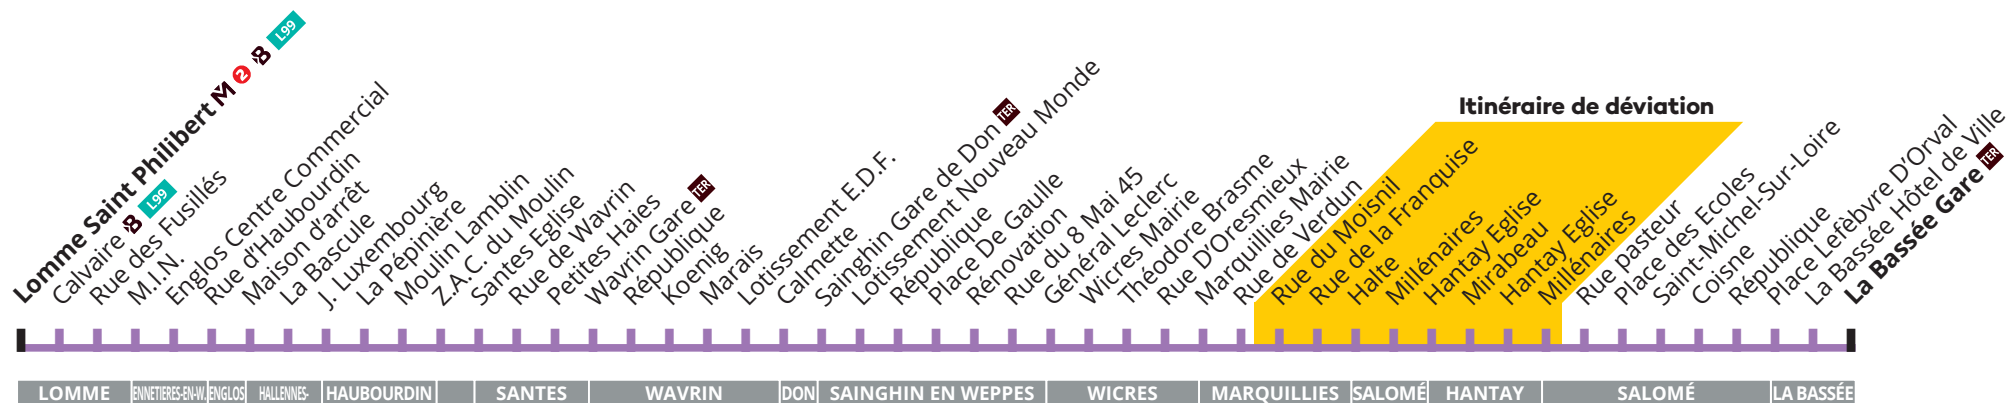 Lomme Saint Philibert M 2 B L99
Calvaire B L99
Rue des Fusillés
M.I.N.
Englos Centre Commercial
Rue d'Haubourdin
Maison d'arrêt
La Bascule
J. Luxembourg
La Pépinière
Moulin Lamblin
Z.A.C. du Moulin
Santes Eglise
Rue de Wavrin
Petites Haies
Wavrin Gare TER
République
Koenig
Marais
Lotissement E.D.F.
Calmette
Sainghin Gare de Don TER
Lotissement Nouveau Monde
République
Place De Gaulle
Rénovation
Rue du 8 Mai 45
Général Leclerc
Wicres Mairie
Théodore Brasme
Rue D'Oresmieux
Marquillies Mairie
Rue de Verdun
Itinéraire de déviation
Rue du Moisnil
Rue de la Franquise
Halte
Millénaires
Hantay Eglise
Mirabeau
Hantay Eglise
Millénaires
Rue pasteur
Place des Ecoles
Saint-Michel-Sur-Loire
Coisne
République
Place Lefèbvre D'Orval
La Bassée Hôtel de Ville
La Bassée Gare TER
LOMME
ENNETIERES-EN-W.
ENGLOS
HALLENNES-
HAUBOURDIN
SANTES
WAVRIN
DON
SAINGHIN EN WEPPES
WICRES
MARQUILLIES
SALOMÉ
HANTAY
SALOMÉ
LA BASSÉE